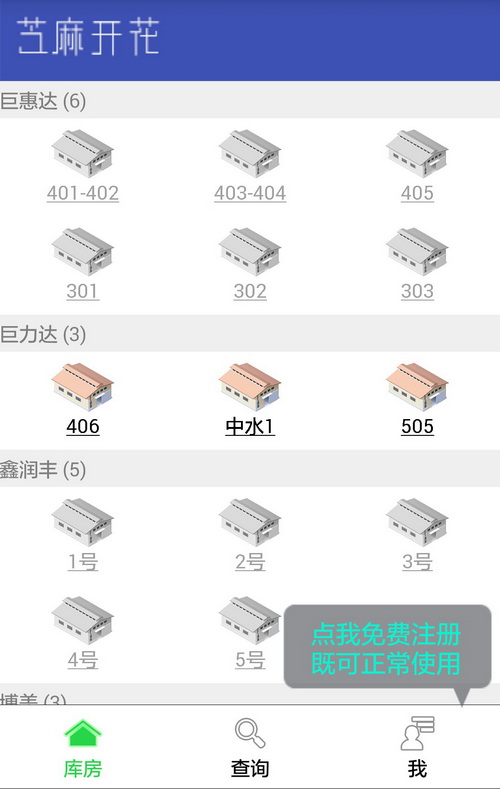 芝麻开花
巨惠达 (6)
401-402 403-404 405
301 302 303
巨力达 (3)
406 中水1 505
鑫润丰 (5)
1号 2号 3号
4号 5号
点我免费注册
既可正常使用
博美 (3)
库房 查询 我